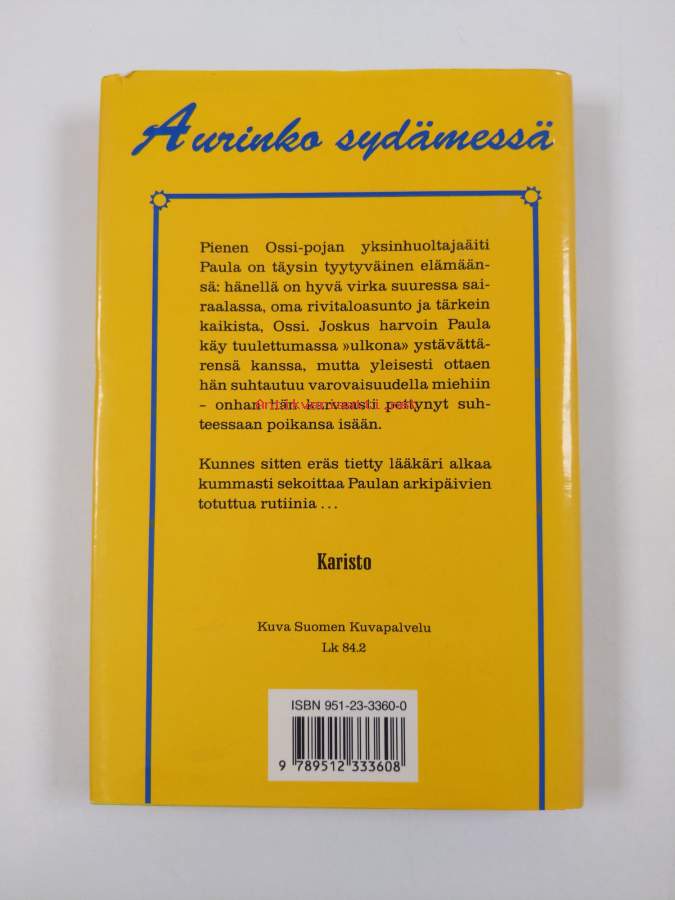 Aurinko sydämessä
Pienen Ossi-pojan yksinhuoltajaäiti
Paula on täysin tyytyväinen elämään-
sä: hänellä on hyvä virka suuressa sai-
raalassa, oma rivitaloasunto ja tärkein
kaikista, Ossi. Joskus harvoin Paula
käy tuulettumassa »ulkona» ystävättä-
rensä kanssa, mutta yleisesti ottaen
hän suhtautuu varovaisuudella miehiin
– onhan hän karvaasti pettynyt suh-
teessaan poikansa isään.
Antikvariaatti.net
Kunnes sitten eräs tietty lääkäri alkaa
kummasti sekoittaa Paulan arkipäivien
totuttua rutiinia ...
Karisto
Kuva Suomen Kuvapalvelu
Lk 84.2
ISBN 951-23-3360-0
9 789512 333608